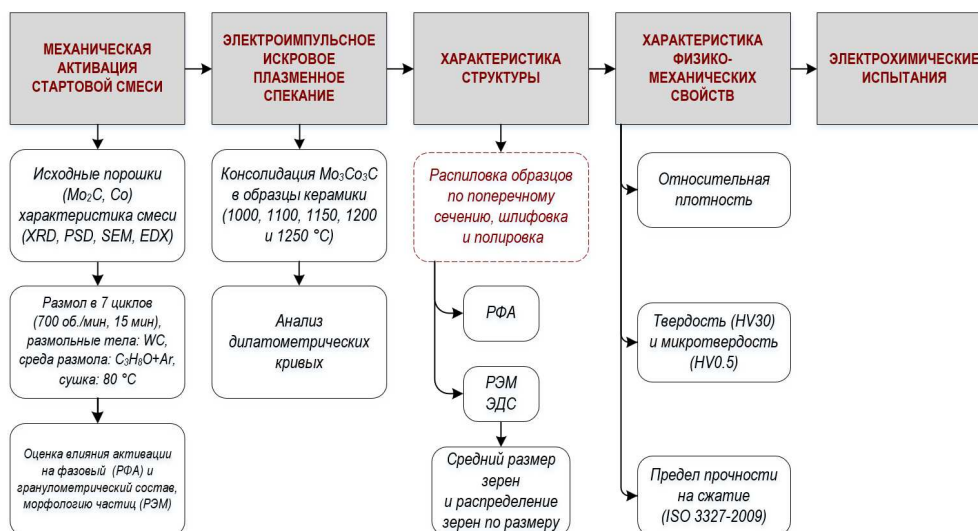 МЕХАНИЧЕСКАЯ
АКТИВАЦИЯ
СТАРТОВОЙ СМЕСИ
ЭЛЕКТРОИМПУЛЬСНОЕ
ИСКРОВОЕ
ПЛАЗМЕННОЕ
СПЕКАНИЕ
ХАРАКТЕРИСТИКА
СТРУКТУРЫ
ХАРАКТЕРИСТИКА
ФИЗИКО-
МЕХАНИЧЕСКИХ
СВОЙСТВ
ЭЛЕКТРОХИМИЧЕСКИЕ
ИСПЫТАНИЯ
Исходные порошки
(Mo₂C, Co)
характеристика смеси
(XRD, PSD, SEM, EDX)
Размол в 7 циклов
(700 об./мин, 15 мин),
размольные тела: WC,
среда размола: C₃H₈O+Ar,
сушка: 80 °C
Оценка влияния активации
на фазовый (РФА) и
гранулометрический состав,
морфологию частиц (РЭМ)
Консолидация Mo₃Co₃C
в образцы керамики
(1000, 1100, 1150, 1200
и 1250 °C)
Анализ
дилатометрических
кривых
Распиловка образцов
по поперечному
сечению, шлифовка
и полировка
РФА
РЭМ
ЭДС
Средний размер
зерен
и распределение
зерен по размеру
Относительная
плотность
Твердость (HV30)
и микротвердость
(HV0.5)
Предел прочности
на сжатие
(ISO 3327-2009)